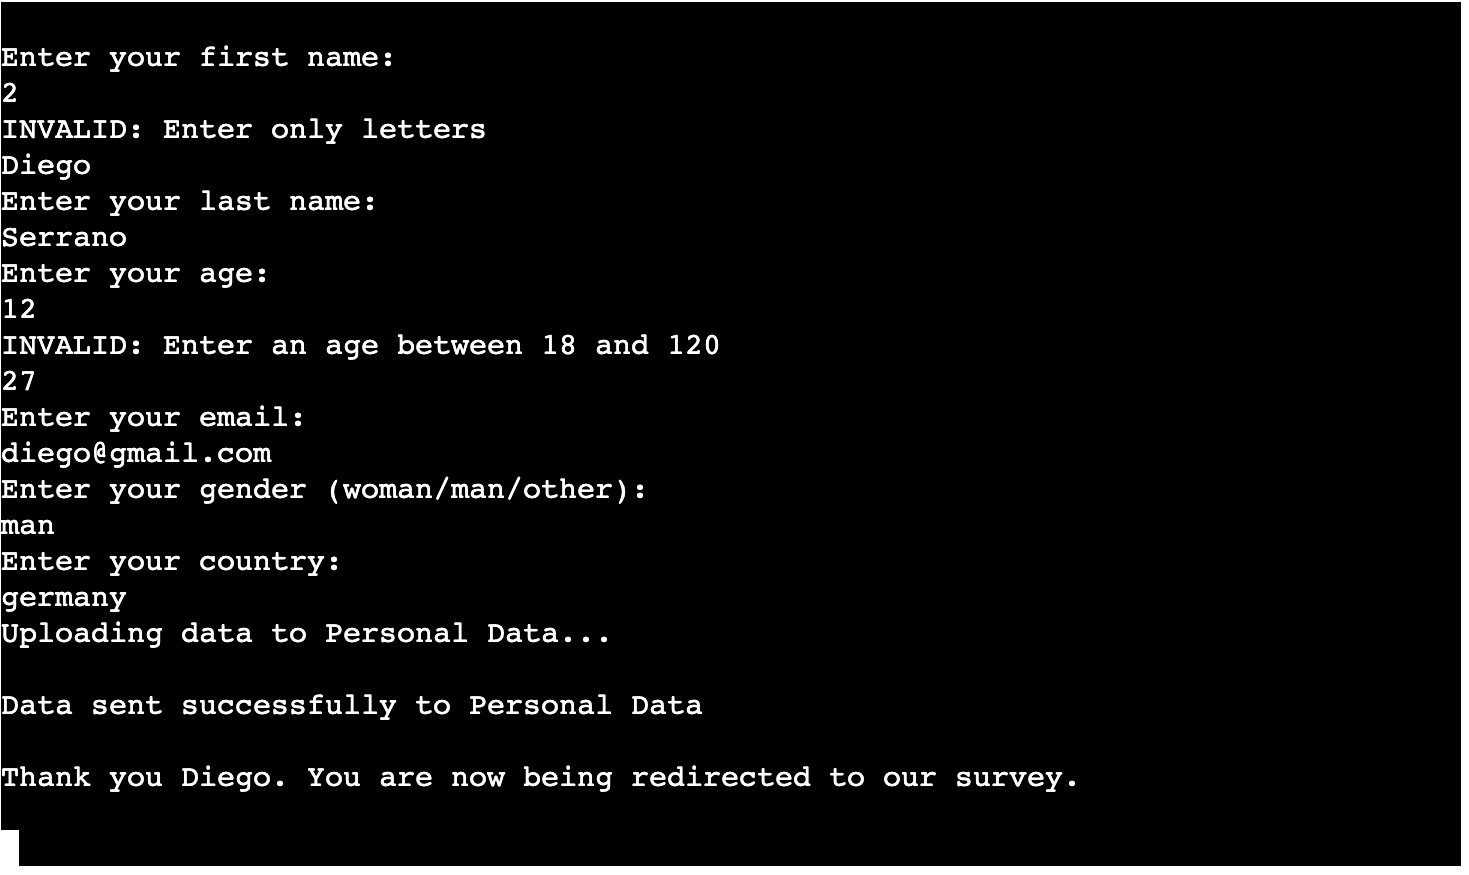 Enter your first name:
2
INVALID: Enter only letters
Diego
Enter your last name:
Serrano
Enter your age:
12
INVALID: Enter an age between 18 and 120
27
Enter your email:
diego@gmail.com
Enter your gender (woman/man/other):
man
Enter your country:
germany
Uploading data to Personal Data...
Data sent successfully to Personal Data
Thank you Diego. You are now being redirected to our survey.